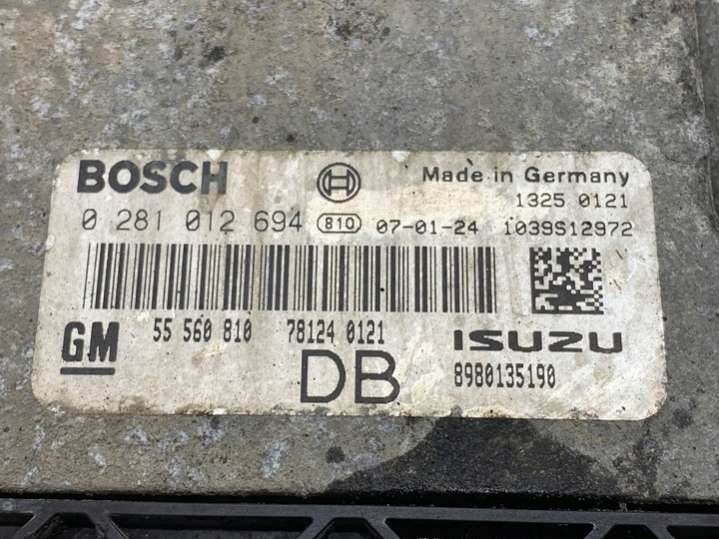 BOSCH Made in Germany
1325 0121
0 281 012 694 810 07-01-24 1039S12972
GM 55 560 810 78124 0121 ISUZU
DB 8980135190